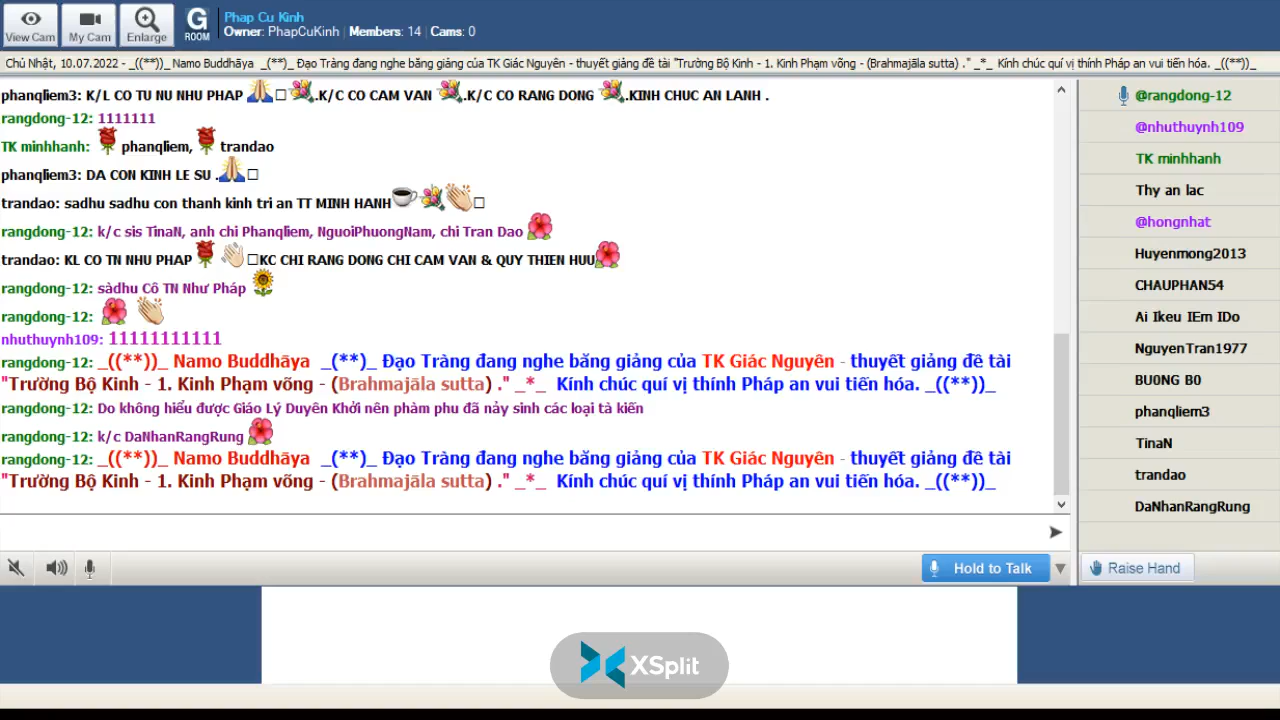 View Cam
My Cam
Enlarge
G
ROOM
Phap Cu Kinh
Owner: PhapCuKinh | Members: 14 | Cams: 0
Chủ Nhật, 10.07.2022 - _((**))_ Namo Buddhāya _(**)_ Đạo Tràng đang nghe băng giảng của TK Giác Nguyên - thuyết giảng đề tài "Trường Bộ Kinh - 1. Kinh Phạm võng - (Brahmajāla sutta) ." _*_ Kính chúc quí vị thính Pháp an vui tiến hóa. _((**))_
phanqliem3: K/L CO TU NU NHU PHAP .K/C CO CAM VAN .K/C CO RANG DONG .KINH CHUC AN LANH .
rangdong-12: 1111111
TK minhhanh: phanqliem, trandao
phanqliem3: DA CON KINH LE SU .
trandao: sadhu sadhu con thanh kinh tri an TT MINH HANH
rangdong-12: k/c sis TinaN, anh chi Phanqliem, NguoiPhuongNam, chi Tran Dao
trandao: KL CO TN NHU PHAP KC CHI RANG DONG CHI CAM VAN & QUY THIEN HUU
rangdong-12: sàdhu Cô TN Như Pháp
rangdong-12:
nhuthuynh109: 11111111111
rangdong-12: _((**))_ Namo Buddhāya _(**)_ Đạo Tràng đang nghe băng giảng của TK Giác Nguyên - thuyết giảng đề tài
"Trường Bộ Kinh - 1. Kinh Phạm võng - (Brahmajāla sutta) ." _*_ Kính chúc quí vị thính Pháp an vui tiến hóa. _((**))_
rangdong-12: Do không hiểu được Giáo Lý Duyên Khởi nên phàm phu đã nảy sinh các loại tà kiến
rangdong-12: k/c DaNhanRangRung
rangdong-12: _((**))_ Namo Buddhāya _(**)_ Đạo Tràng đang nghe băng giảng của TK Giác Nguyên - thuyết giảng đề tài
"Trường Bộ Kinh - 1. Kinh Phạm võng - (Brahmajāla sutta) ." _*_ Kính chúc quí vị thính Pháp an vui tiến hóa. _((**))_
@rangdong-12
@nhuthuynh109
TK minhhanh
Thy an lac
@hongnhat
Huyenmong2013
CHAUPHAN54
Ai Ikeu IEm IDo
NguyenTran1977
BU0NG B0
phanqliem3
TinaN
trandao
DaNhanRangRung
Hold to Talk
Raise Hand
XSplit